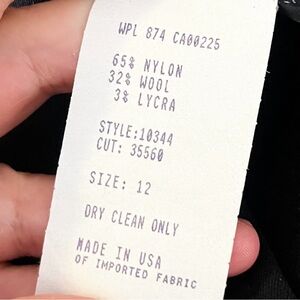 WPL 874 CA00225
65% NYLON
32% WOOL
3% LYCRA
STYLE:10344
CUT: 35560
SIZE: 12
DRY CLEAN ONLY
MADE IN USA
OF IMPORTED FABRIC